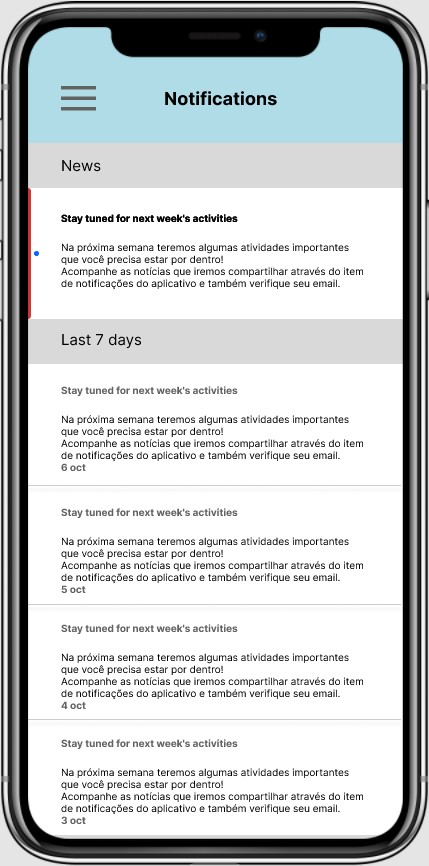 Notifications
News
Stay tuned for next week's activities
Na próxima semana teremos algumas atividades importantes
que você precisa estar por dentro!
Acompanhe as notícias que iremos compartilhar através do item
de notificações do aplicativo e também verifique seu email.
Last 7 days
Stay tuned for next week's activities
Na próxima semana teremos algumas atividades importantes
que você precisa estar por dentro!
Acompanhe as notícias que iremos compartilhar através do item
de notificações do aplicativo e também verifique seu email.
6 oct
Stay tuned for next week's activities
Na próxima semana teremos algumas atividades importantes
que você precisa estar por dentro!
Acompanhe as notícias que iremos compartilhar através do item
de notificações do aplicativo e também verifique seu email.
5 oct
Stay tuned for next week's activities
Na próxima semana teremos algumas atividades importantes
que você precisa estar por dentro!
Acompanhe as notícias que iremos compartilhar através do item
de notificações do aplicativo e também verifique seu email.
4 oct
Stay tuned for next week's activities
Na próxima semana teremos algumas atividades importantes
que você precisa estar por dentro!
Acompanhe as notícias que iremos compartilhar através do item
de notificações do aplicativo e também verifique seu email.
3 oct